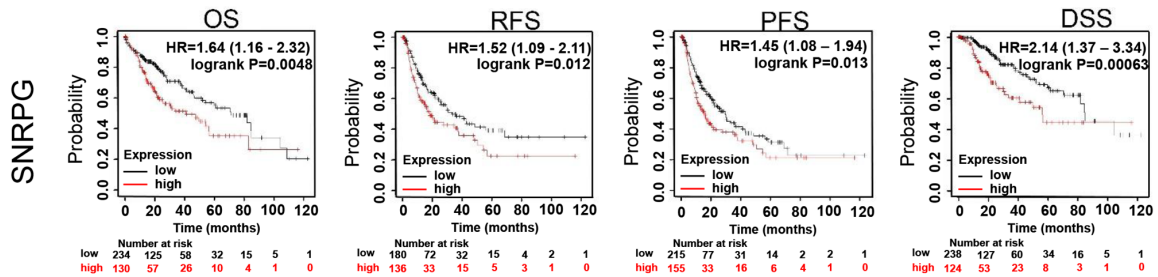 OS
RFS
PFS
DSS
SNRPG
Probability
1.0
0.8
0.6
0.4
0.2
0.0
HR=1.64 (1.16 - 2.32)
logrank P=0.0048
Expression
low
high
0 20 40 60 80 100 120
Time (months)
Number at risk
low 234 125 58 32 15 5 1
high 130 57 26 10 4 1 0
Probability
1.0
0.8
0.6
0.4
0.2
0.0
HR=1.52 (1.09 - 2.11)
logrank P=0.012
Expression
low
high
0 20 40 60 80 100 120
Time (months)
Number at risk
low 180 72 32 15 4 2 1
high 136 33 15 5 3 1 0
Probability
1.0
0.8
0.6
0.4
0.2
0.0
HR=1.45 (1.08 – 1.94)
logrank P=0.013
Expression
low
high
0 20 40 60 80 100 120
Time (months)
Number at risk
low 215 77 31 14 2 2 1
high 155 33 16 6 4 1 0
Probability
1.0
0.8
0.6
0.4
0.2
0.0
HR=2.14 (1.37 – 3.34)
logrank P=0.00063
Expression
low
high
0 20 40 60 80 100 120
Time (months)
Number at risk
low 238 127 60 34 16 5 1
high 124 53 23 8 3 1 0